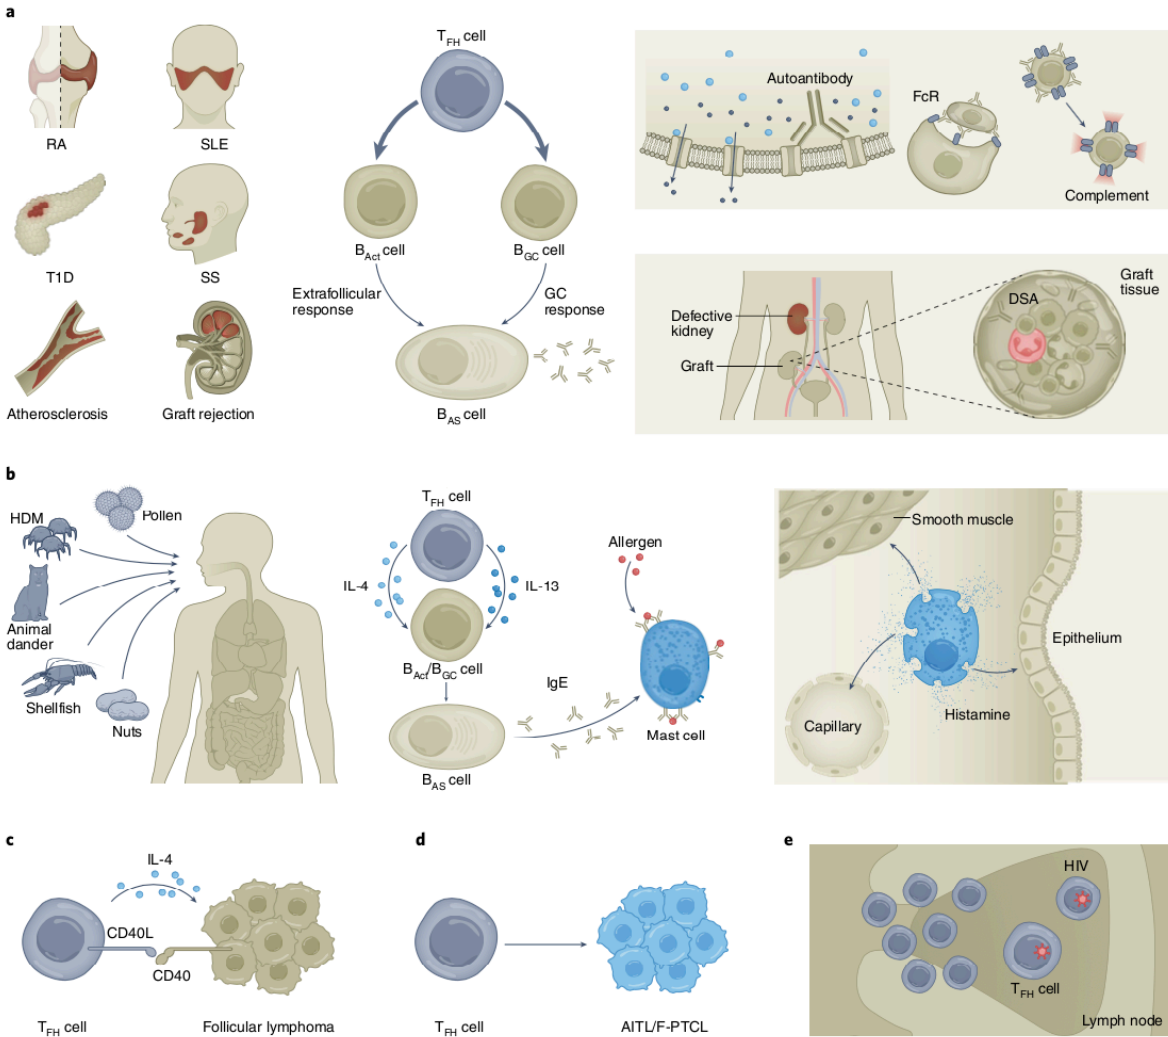 a
RA
SLE
T1D
SS
Atherosclerosis
Graft rejection
TFH cell
BAct cell
BGC cell
Extrafollicular
response
GC
response
BAS cell
Autoantibody
FcR
Complement
Defective
kidney
Graft
DSA
Graft
tissue
b
HDM
Pollen
Animal
dander
Shellfish
Nuts
TFH cell
IL-4
IL-13
BAct/BGC cell
BAS cell
IgE
Allergen
Mast cell
Smooth muscle
Epithelium
Histamine
Capillary
c
IL-4
CD40L
CD40
TFH cell
Follicular lymphoma
d
TFH cell
AITL/F-PTCL
e
HIV
TFH cell
Lymph node